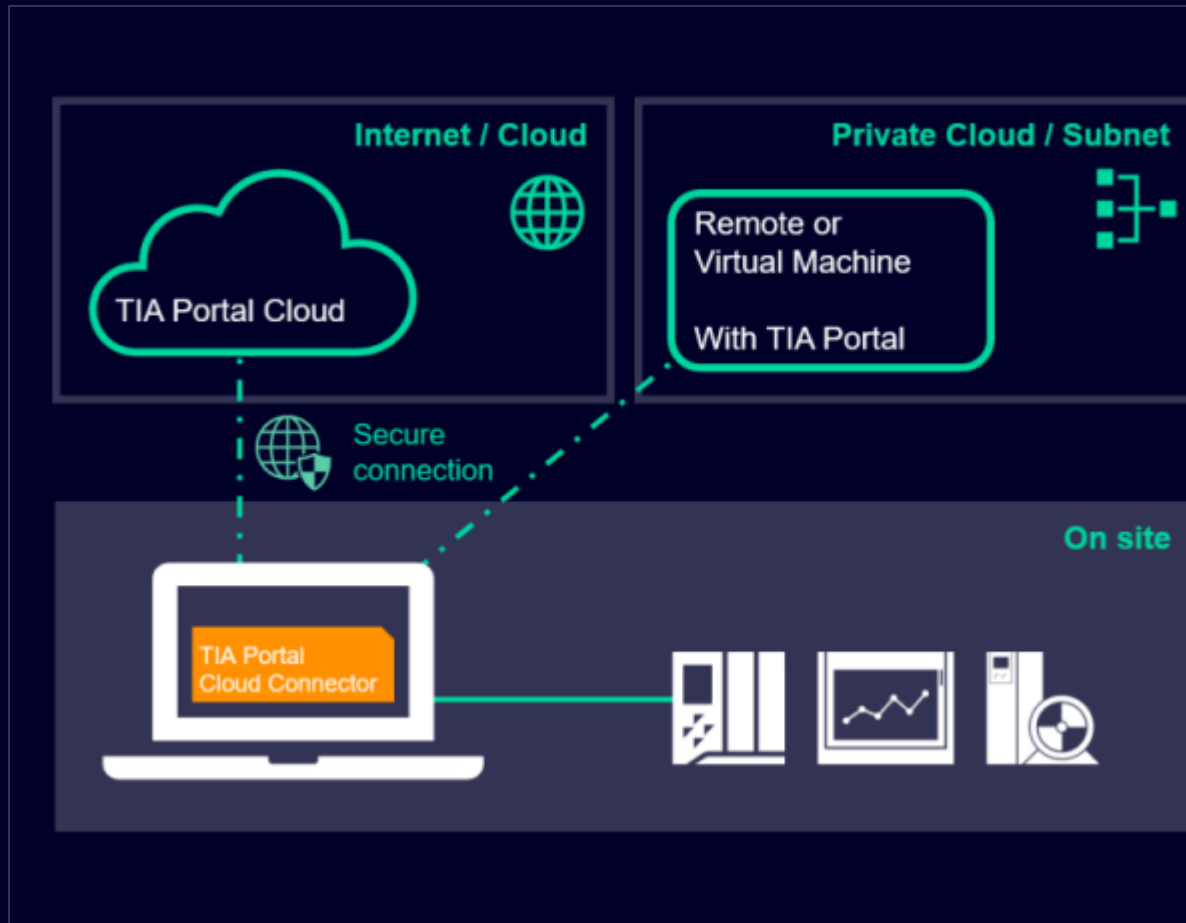 Internet / Cloud
TIA Portal Cloud
Private Cloud / Subnet
Remote or
Virtual Machine
With TIA Portal
Secure
connection
On site
TIA Portal
Cloud Connector